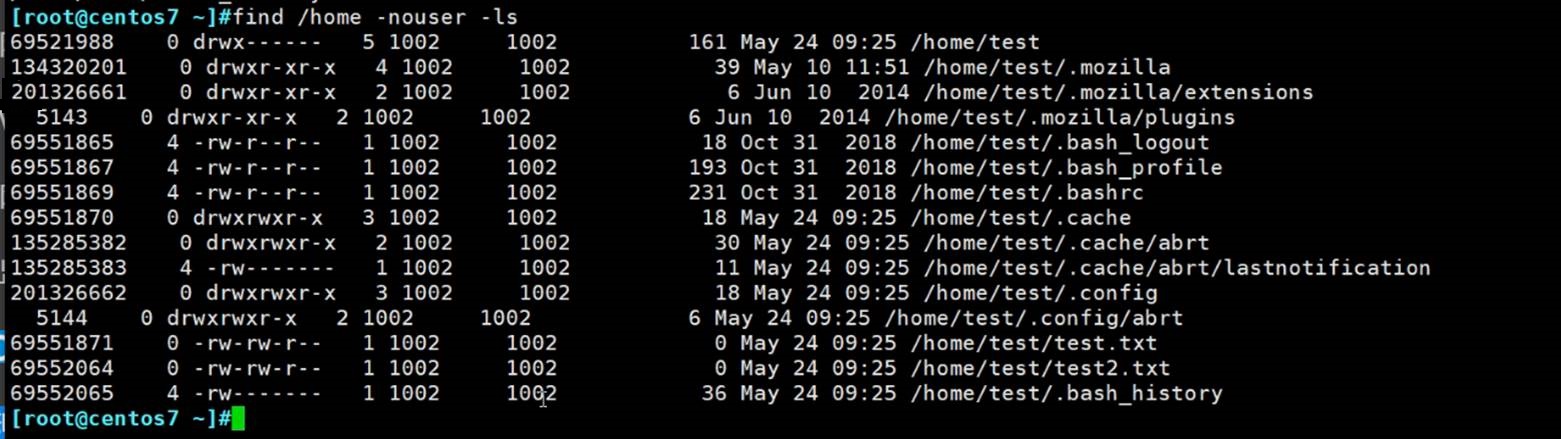 [root@centos7 ~]#find /home -nouser -ls
69521988    0 drwx------   5 1002     1002          161 May 24 09:25 /home/test
134320201    0 drwxr-xr-x   4 1002     1002           39 May 10 11:51 /home/test/.mozilla
201326661    0 drwxr-xr-x   2 1002     1002            6 Jun 10  2014 /home/test/.mozilla/extensions
  5143    0 drwxr-xr-x   2 1002     1002            6 Jun 10  2014 /home/test/.mozilla/plugins
69551865    4 -rw-r--r--   1 1002     1002           18 Oct 31  2018 /home/test/.bash_logout
69551867    4 -rw-r--r--   1 1002     1002          193 Oct 31  2018 /home/test/.bash_profile
69551869    4 -rw-r--r--   1 1002     1002          231 Oct 31  2018 /home/test/.bashrc
69551870    0 drwxrwxr-x   3 1002     1002           18 May 24 09:25 /home/test/.cache
135285382    0 drwxrwxr-x   2 1002     1002           30 May 24 09:25 /home/test/.cache/abrt
135285383    4 -rw-------   1 1002     1002           11 May 24 09:25 /home/test/.cache/abrt/lastnotification
201326662    0 drwxrwxr-x   3 1002     1002           18 May 24 09:25 /home/test/.config
  5144    0 drwxrwxr-x   2 1002     1002            6 May 24 09:25 /home/test/.config/abrt
69551871    0 -rw-rw-r--   1 1002     1002            0 May 24 09:25 /home/test/test.txt
69552064    0 -rw-rw-r--   1 1002     1002            0 May 24 09:25 /home/test/test2.txt
69552065    4 -rw-------   1 1002     1002           36 May 24 09:25 /home/test/.bash_history
[root@centos7 ~]#